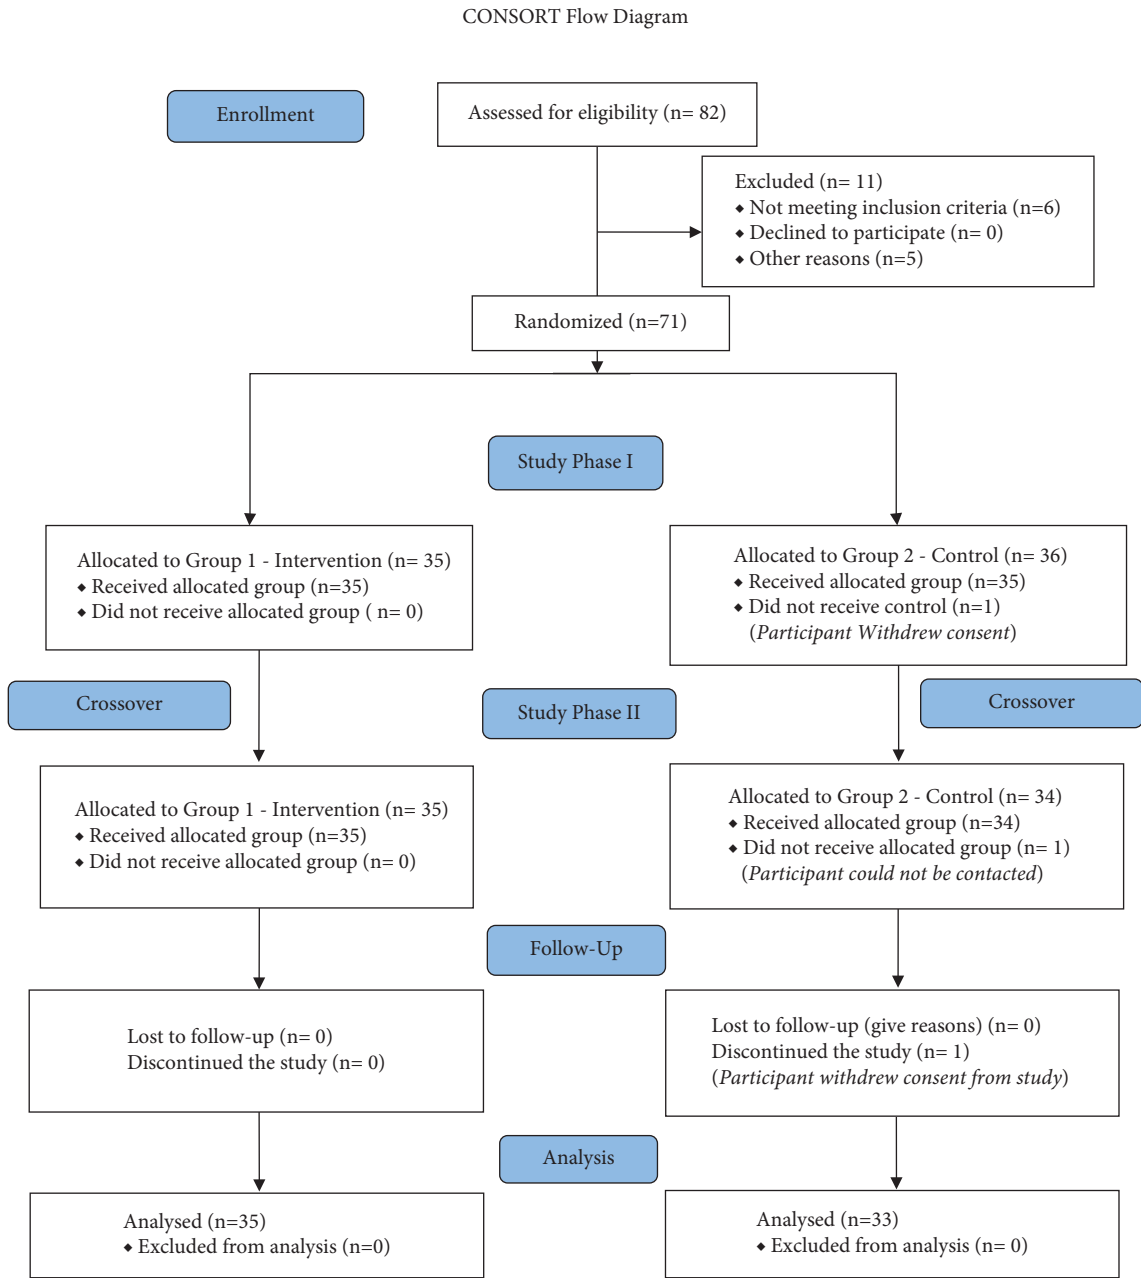 CONSORT Flow Diagram
Enrollment
Assessed for eligibility (n= 82)
Excluded (n= 11)
◆ Not meeting inclusion criteria (n=6)
◆ Declined to participate (n= 0)
◆ Other reasons (n=5)
Randomized (n=71)
Study Phase I
Allocated to Group 1 - Intervention (n= 35)
◆ Received allocated group (n=35)
◆ Did not receive allocated group ( n= 0)
Allocated to Group 2 - Control (n= 36)
◆ Received allocated group (n=35)
◆ Did not receive control (n=1)
(Participant Withdrew consent)
Crossover
Study Phase II
Crossover
Allocated to Group 1 - Intervention (n= 35)
◆ Received allocated group (n=35)
◆ Did not receive allocated group (n= 0)
Allocated to Group 2 - Control (n= 34)
◆ Received allocated group (n=34)
◆ Did not receive allocated group (n= 1)
(Participant could not be contacted)
Follow-Up
Lost to follow-up (n= 0)
Discontinued the study (n= 0)
Lost to follow-up (give reasons) (n= 0)
Discontinued the study (n= 1)
(Participant withdrew consent from study)
Analysis
Analysed (n=35)
◆ Excluded from analysis (n=0)
Analysed (n=33)
◆ Excluded from analysis (n= 0)